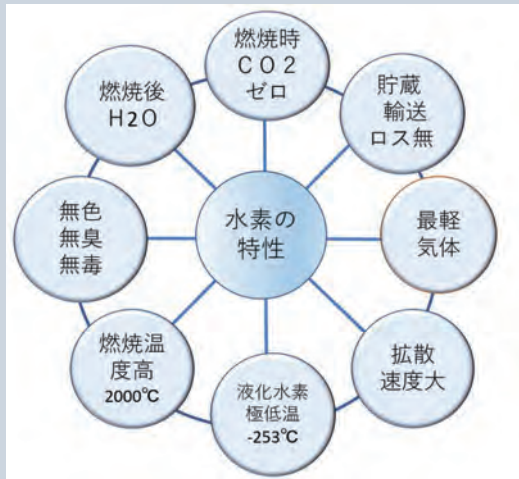 水素の
特性
燃焼時
CO2
ゼロ
貯蔵
輸送
ロス無
最軽
気体
拡散
速度大
液化水素
極低温
-253℃
燃焼温
度高
2000℃
無色
無臭
無毒
燃焼後
H2O